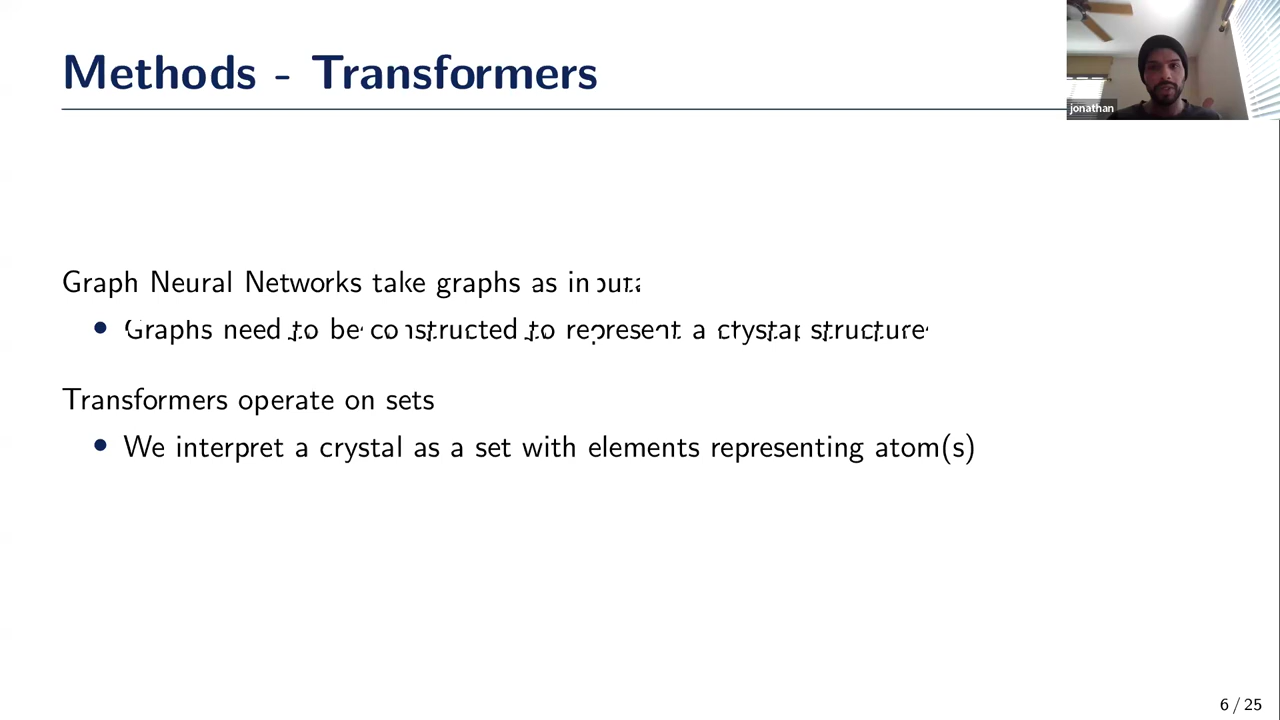 Methods - Transformers
jonathan
Graph Neural Networks take graphs as
• Graphs need to be constructed to represent a crystal structure
Transformers operate on sets
• We interpret a crystal as a set with elements representing atom(s)
6 / 25